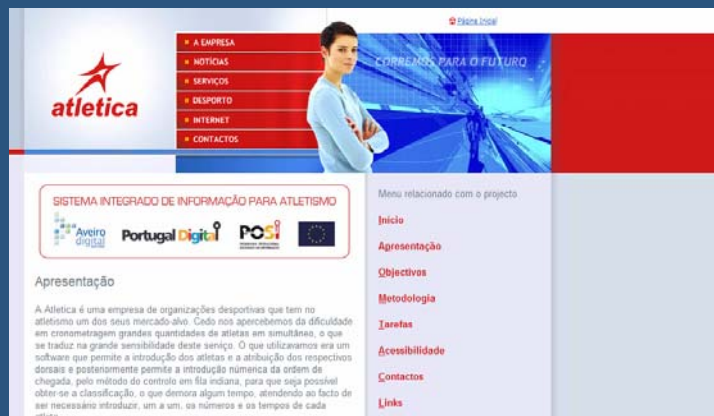 Página Inicial
A EMPRESA
NOTÍCIAS
SERVIÇOS
DESPORTO
INTERNET
CONTACTOS
atletica
CORREMOS PARA O FUTURO
SISTEMA INTEGRADO DE INFORMAÇÃO PARA ATLETISMO
Aveiro digital
Portugal Digital
POSI
Apresentação
A Atletica é uma empresa de organizações desportivas que tem no
atletismo um dos seus mercado-alvo. Cedo nos apercebemos da dificuldade
em cronometragem grandes quantidades de atletas em simultâneo, o que
se traduz na grande sensibilidade deste serviço. O que utilizavamos era um
software que permite a introdução dos atletas e a atribuição dos respectivos
dorsais e posteriormente permite a introdução númerica da ordem de
chegada, pelo método do controlo em fila indiana, para que seja possivel
obter-se a classificação, o que demora algum tempo, atendendo ao facto de
ser necessário introduzir, um a um, os números e os tempos de cada
Menu relacionado com o projecto
Início
Apresentação
Objectivos
Metodologia
Tarefas
Acessibilidade
Contactos
Links